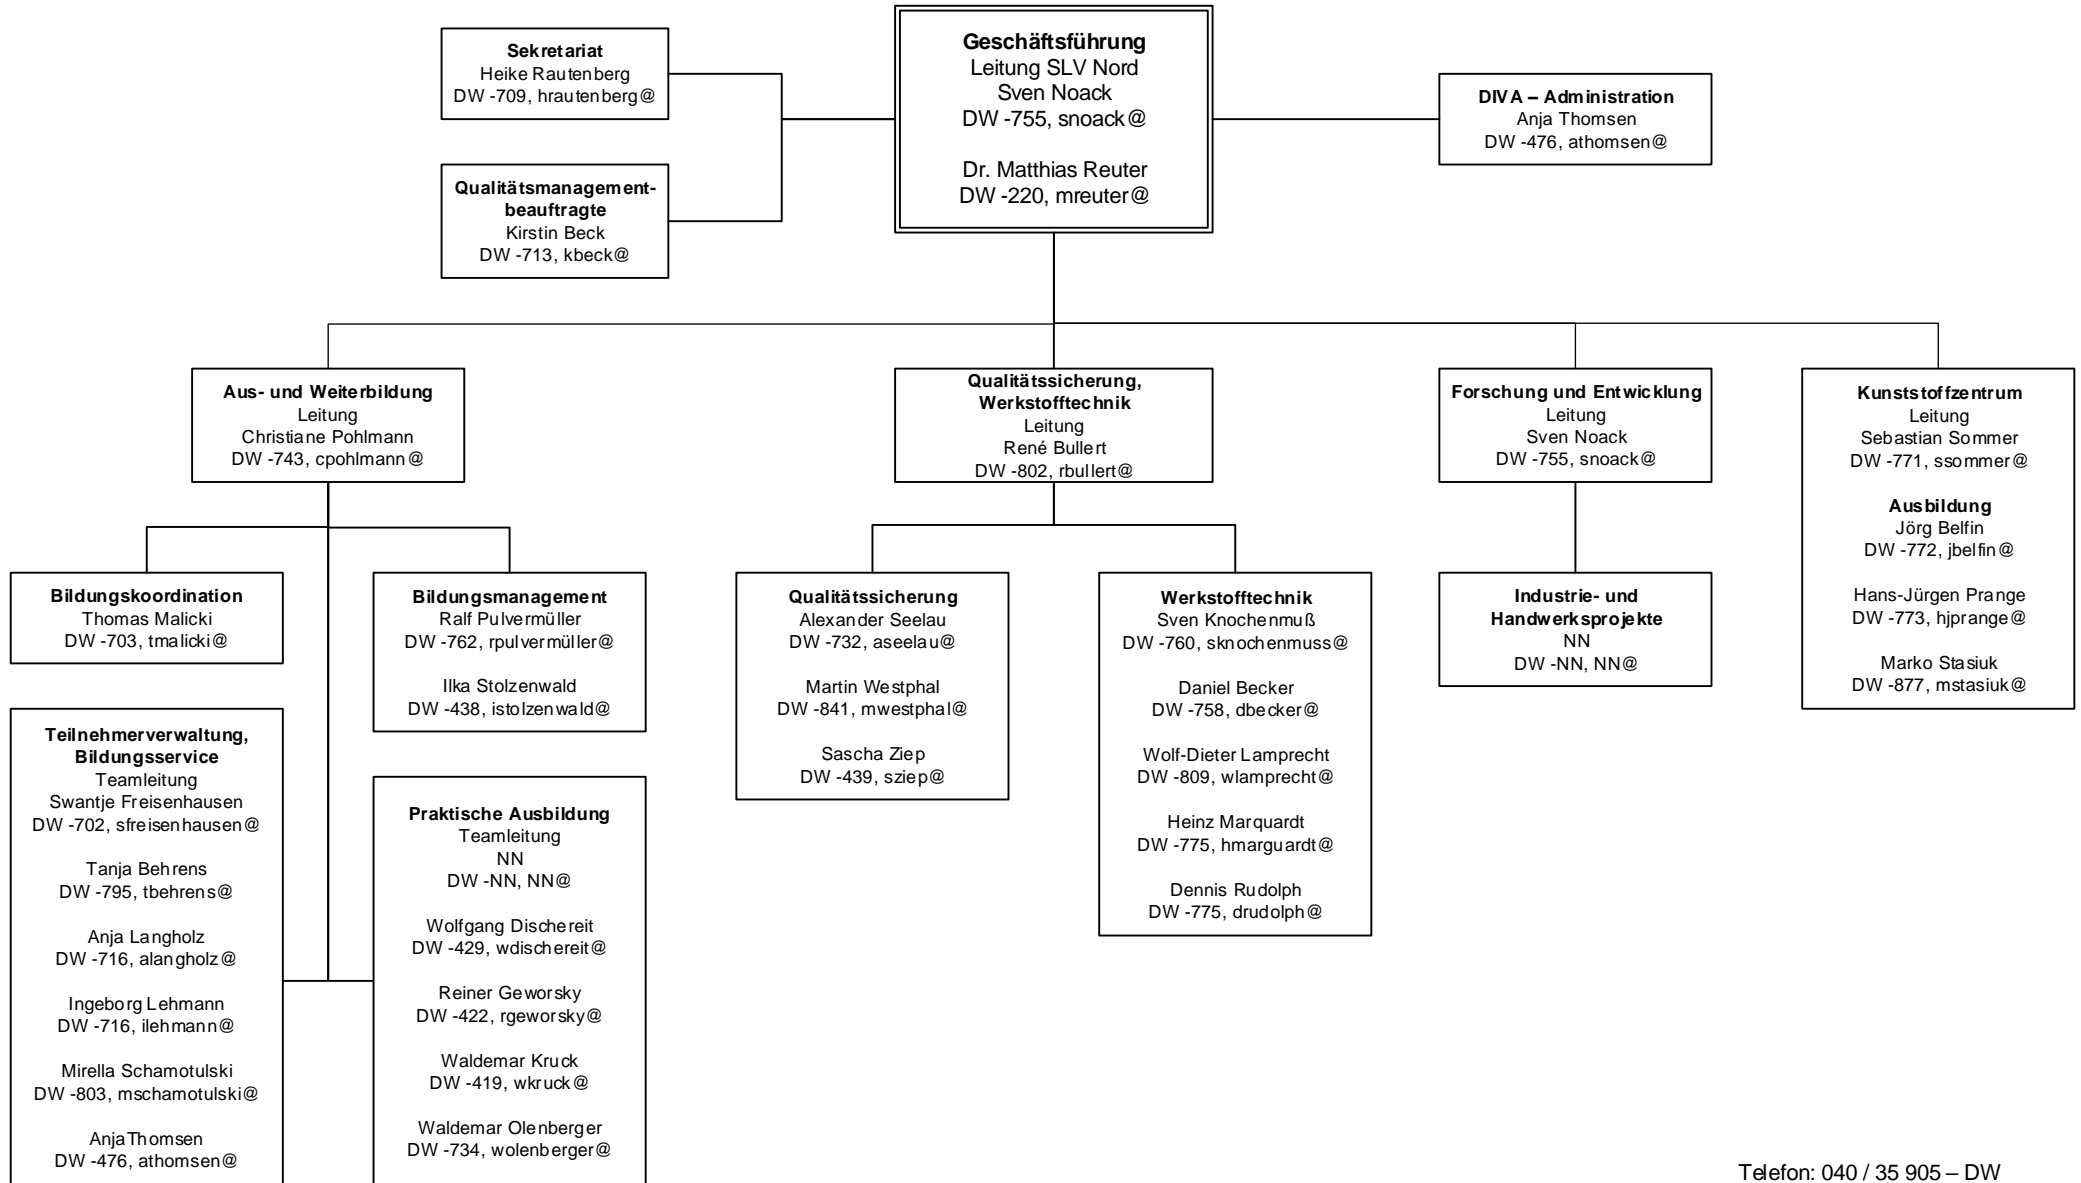 Sekretariat
Heike Rautenberg
DW -709, hrautenberg@
Geschäftsführung
Leitung SLV Nord
Sven Noack
DW -755, snoack@
Dr. Matthias Reuter
DW -220, mreuter@
DIVA – Administration
Anja Thomsen
DW -476, athomsen@
Qualitätsmanagement-
beauftragte
Kirstin Beck
DW -713, kbeck@
Aus- und Weiterbildung
Leitung
Christiane Pohlmann
DW -743, cpohlmann@
Qualitätssicherung,
Werkstofftechnik
Leitung
René Bullert
DW -802, rbullert@
Forschung und Entwicklung
Leitung
Sven Noack
DW -755, snoack@
Kunststoffzentrum
Leitung
Sebastian Sommer
DW -771, ssommer@
Ausbildung
Jörg Belfin
DW -772, jbelfin@
Hans-Jürgen Prange
DW -773, hjprange@
Marko Stasiuk
DW -877, mstasiuk@
Bildungskoordination
Thomas Malicki
DW -703, tmalicki@
Bildungsmanagement
Ralf Pulvermüller
DW -762, rpulvermüller@
Ilka Stolzenwald
DW -438, istolzenwald@
Qualitätssicherung
Alexander Seelau
DW -732, aseelau@
Martin Westphal
DW -841, mwestphal@
Sascha Ziep
DW -439, sziep@
Werkstofftechnik
Sven Knochenmuß
DW -760, sknochenmuss@
Daniel Becker
DW -758, dbecker@
Wolf-Dieter Lamprecht
DW -809, wlamprecht@
Heinz Marquardt
DW -775, hmarguardt@
Dennis Rudolph
DW -775, drudolph@
Industrie- und
Handwerksprojekte
NN
DW -NN, NN@
Teilnehmerverwaltung,
Bildungsservice
Teamleitung
Swantje Freisenhausen
DW -702, sfreisenhausen@
Tanja Behrens
DW -795, tbehrens@
Anja Langholz
DW -716, alangholz@
Ingeborg Lehmann
DW -716, ilehmann@
Mirella Schamotulski
DW -803, mschamotulski@
AnjaThomsen
DW -476, athomsen@
Praktische Ausbildung
Teamleitung
NN
DW -NN, NN@
Wolfgang Dischereit
DW -429, wdischereit@
Reiner Geworsky
DW -422, rgeworsky@
Waldemar Kruck
DW -419, wkruck@
Waldemar Olenberger
DW -734, wolenberger@
Telefon: 040 / 35 905 – DW